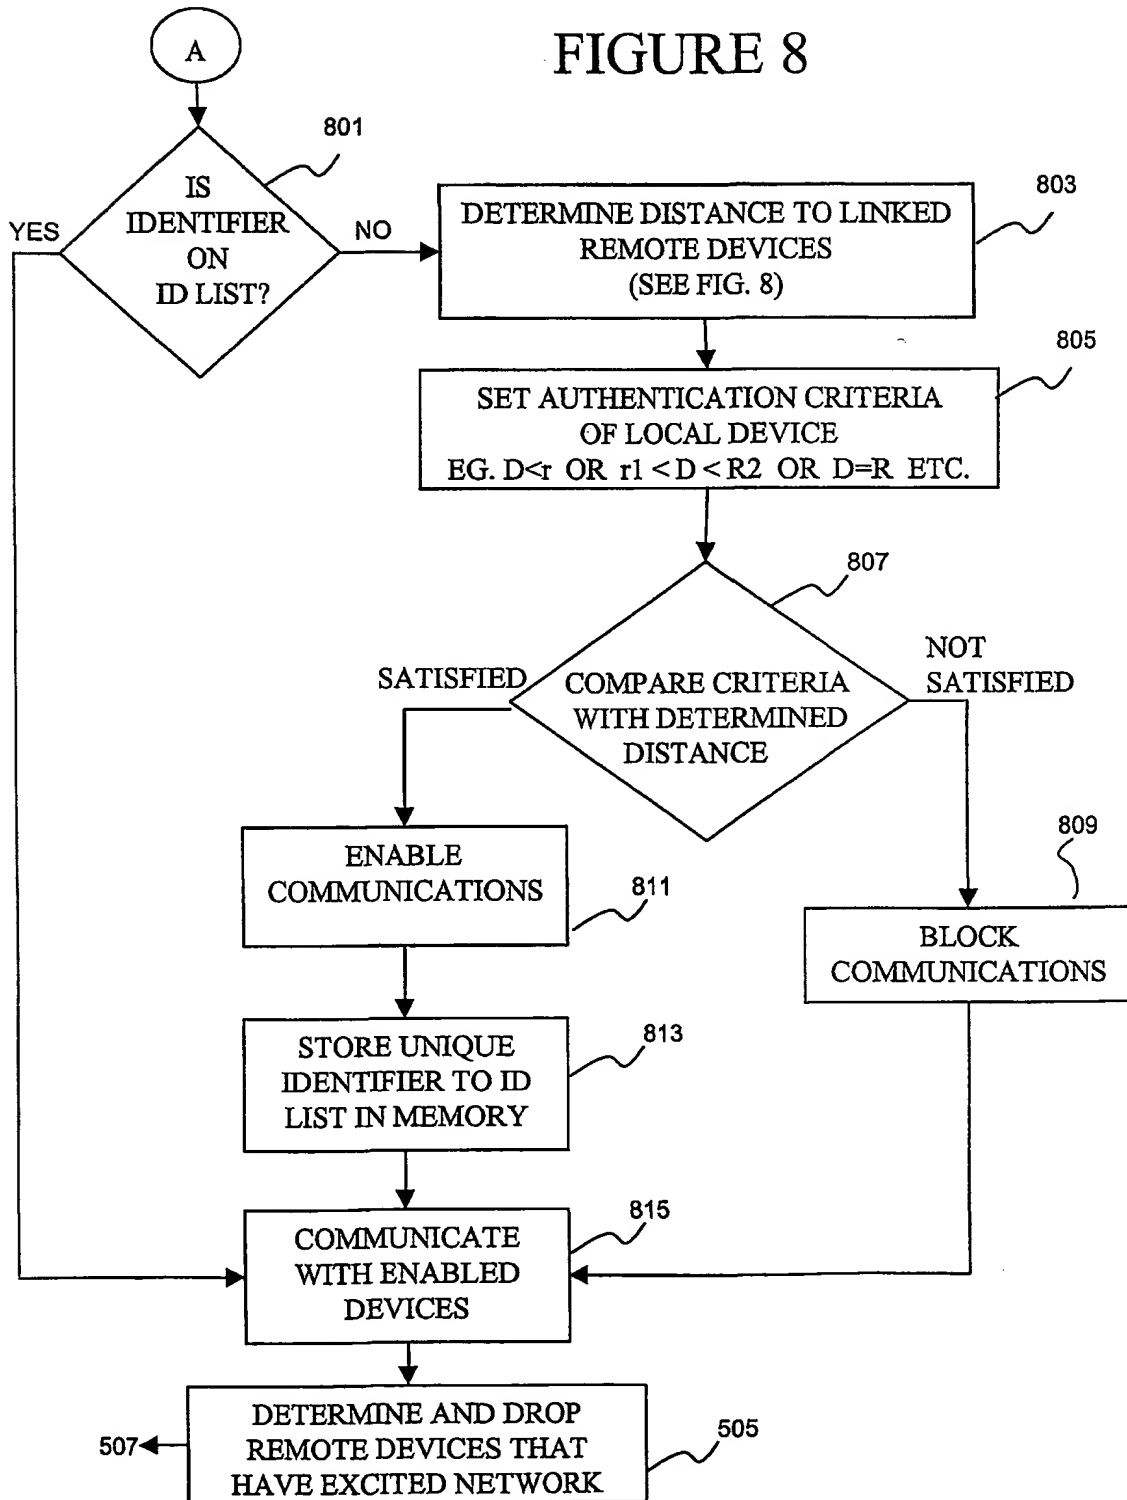 FIGURE 8
A
801
IS
IDENTIFIER
ON
ID LIST?
YES
NO
803
DETERMINE DISTANCE TO LINKED
REMOTE DEVICES
(SEE FIG. 8)
805
SET AUTHENTICATION CRITERIA
OF LOCAL DEVICE
EG. D<r OR r1 < D < R2 OR D=R ETC.
807
COMPARE CRITERIA
WITH DETERMINED
DISTANCE
SATISFIED
NOT
SATISFIED
809
BLOCK
COMMUNICATIONS
ENABLE
COMMUNICATIONS
811
STORE UNIQUE
IDENTIFIER TO ID
LIST IN MEMORY
813
COMMUNICATE
WITH ENABLED
DEVICES
815
DETERMINE AND DROP
REMOTE DEVICES THAT
HAVE EXCITED NETWORK
505
507